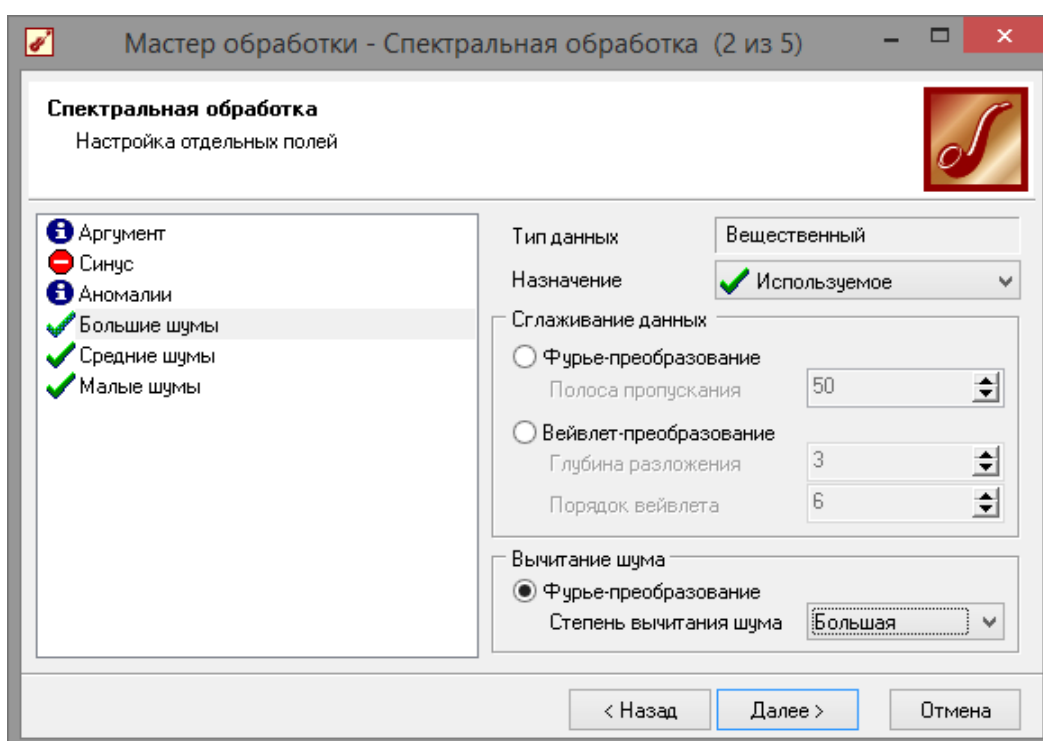 Мастер обработки - Спектральная обработка (2 из 5)
Спектральная обработка
Настройка отдельных полей
Аргумент
Синус
Аномалии
Большие шумы
Средние шумы
Малые шумы
Тип данных Вещественный
Назначение Используемое
Сглаживание данных
Фурье-преобразование
Полоса пропускания 50
Вейвлет-преобразование
Глубина разложения 3
Порядок вейвлета 6
Вычитание шума
Фурье-преобразование
Степень вычитания шума Большая
< Назад Далее > Отмена